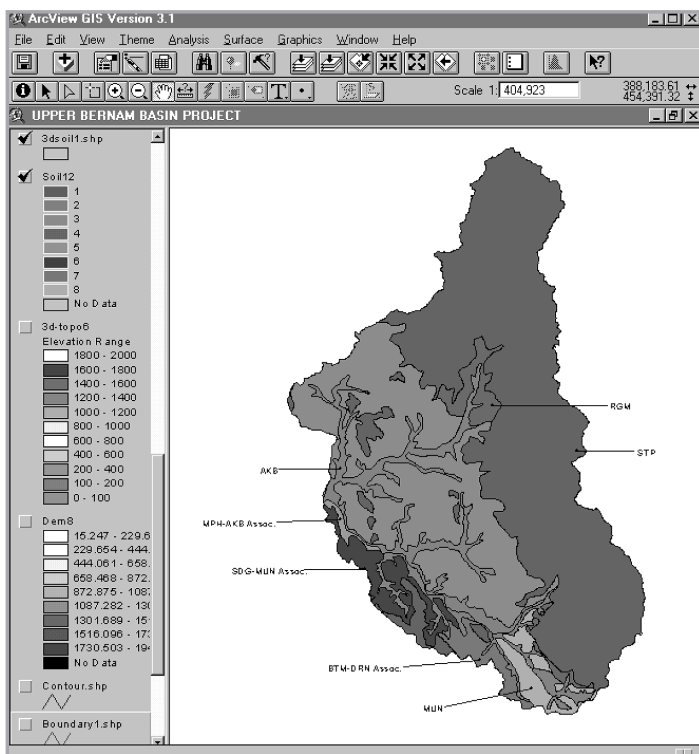 ArcView GIS Version 3.1
File Edit View Theme Analysis Surface Graphics Window Help
Scale 1: 404,923
388,183.61
454,391.32
UPPER BERNAM BASIN PROJECT
3dsoil1.shp
Soil12
1
2
3
4
5
6
7
8
No Data
3d-topo6
Elevation Range
1800 - 2000
1600 - 1800
1400 - 1600
1200 - 1400
1000 - 1200
800 - 1000
600 - 800
400 - 600
200 - 400
100 - 200
0 - 100
Dem8
15.247 - 229.6
229.654 - 444.
444.061 - 658.
658.468 - 872.
872.875 - 1087
1087.282 - 130
1301.689 - 151
1516.096 - 173
1730.503 - 194
No Data
Contour.shp
Boundary1.shp
RGM
STP
AKB
MPH-AKB Assoc.
SDG-MUN Assoc.
BTM-DRN Assoc.
MUN